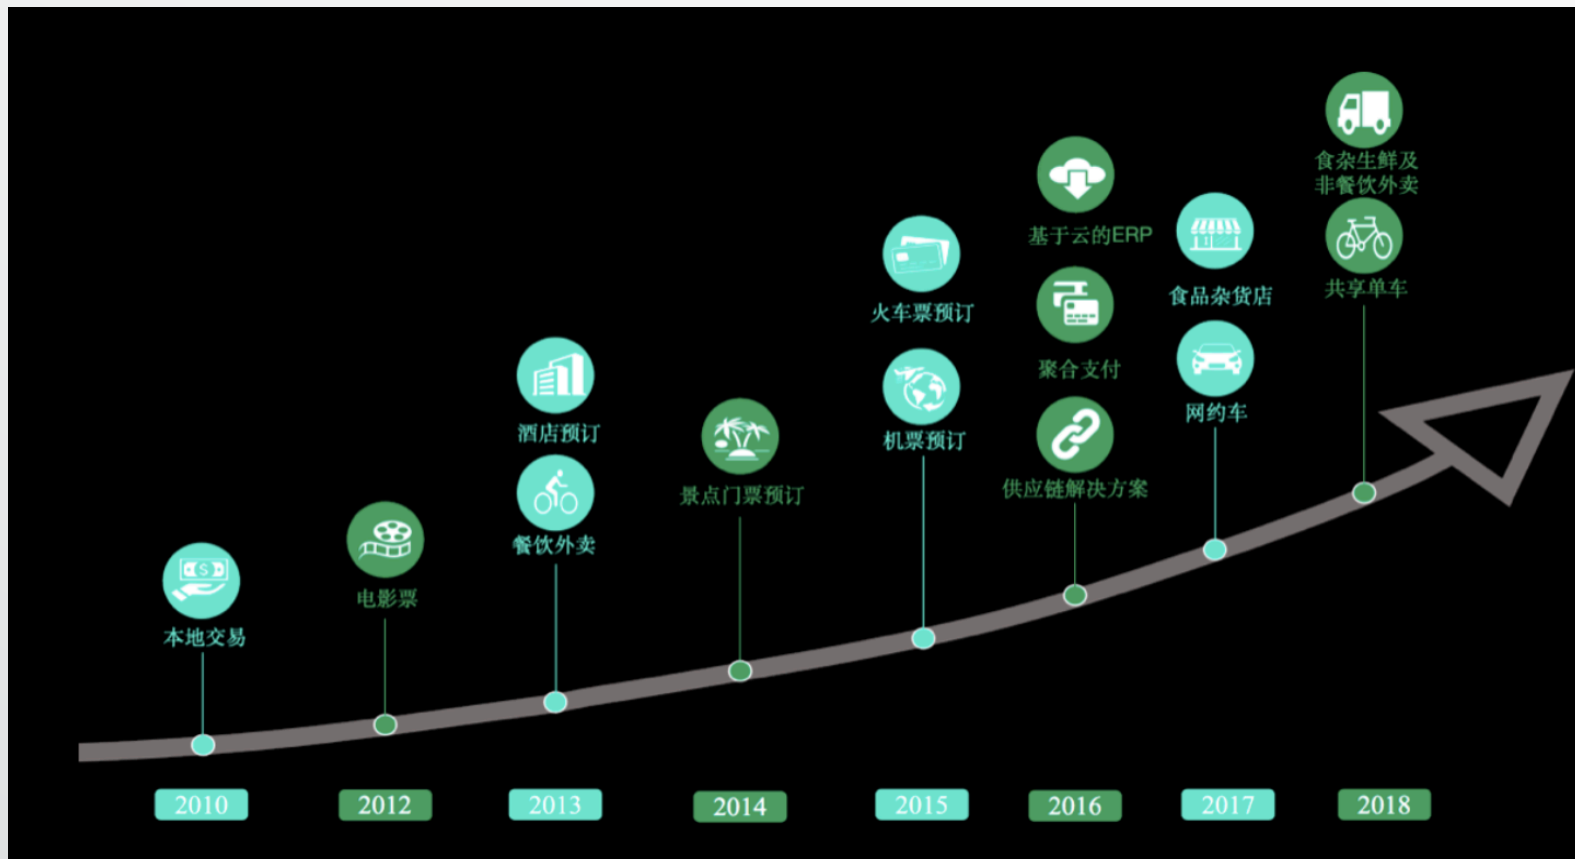 本地交易
电影票
酒店预订
餐饮外卖
景点门票预订
火车票预订
机票预订
基于云的ERP
聚合支付
供应链解决方案
食品杂货店
网约车
食杂生鲜及
非餐饮外卖
共享单车
2010
2012
2013
2014
2015
2016
2017
2018